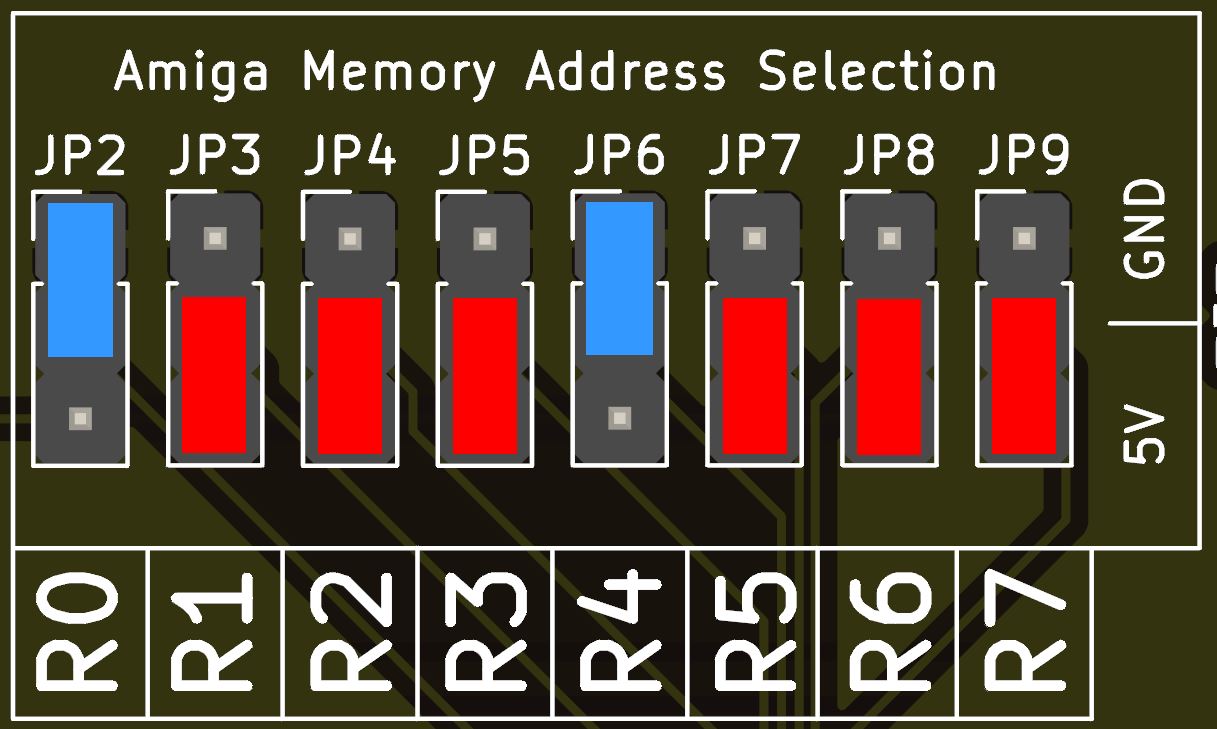 Amiga Memory Address Selection
JP2 JP3 JP4 JP5 JP6 JP7 JP8 JP9
GND
5V
R0 R1 R2 R3 R4 R5 R6 R7